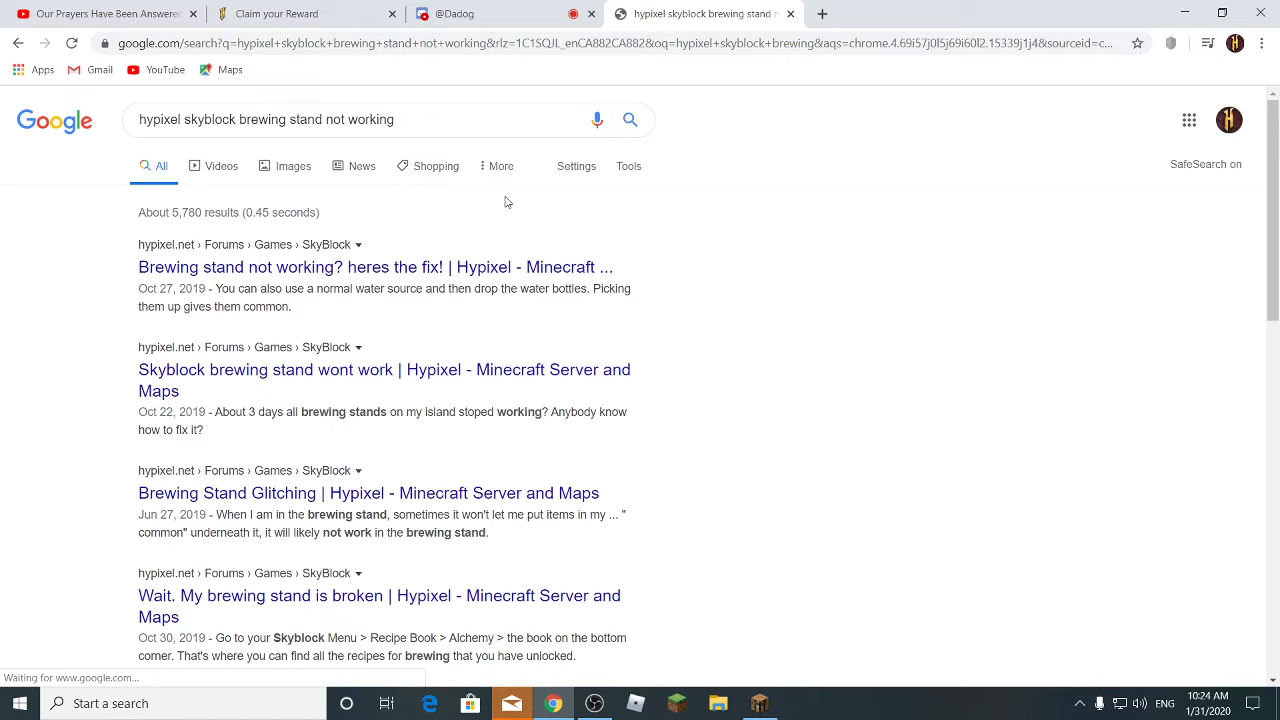 Our Prayers Have Been Answered
Claim your Reward
@Dadog
hypixel skyblock brewing stand n
google.com/search?q=hypixel+skyblock+brewing+stand+not+working&rlz=1C1SQJL_enCA882CA882&oq=hypixel+skyblock+brewing&aqs=chrome.4.69i57j0l5j69i60l2.15339j1j4&sourceid=c...
Apps
Gmail
YouTube
Maps
Google
hypixel skyblock brewing stand not working
All
Videos
Images
News
Shopping
More
Settings
Tools
SafeSearch on
About 5,780 results (0.45 seconds)
hypixel.net › Forums › Games › SkyBlock
Brewing stand not working? heres the fix! | Hypixel - Minecraft ...
Oct 27, 2019 - You can also use a normal water source and then drop the water bottles. Picking
them up gives them common.
hypixel.net › Forums › Games › SkyBlock
Skyblock brewing stand wont work | Hypixel - Minecraft Server and
Maps
Oct 22, 2019 - About 3 days all brewing stands on my island stoped working? Anybody know
how to fix it?
hypixel.net › Forums › Games › SkyBlock
Brewing Stand Glitching | Hypixel - Minecraft Server and Maps
Jun 27, 2019 - When I am in the brewing stand, sometimes it won't let me put items in my ... "
common" underneath it, it will likely not work in the brewing stand.
hypixel.net › Forums › Games › SkyBlock
Wait. My brewing stand is broken | Hypixel - Minecraft Server and
Maps
Oct 30, 2019 - Go to your Skyblock Menu > Recipe Book > Alchemy > the book on the bottom
corner. That's where you can find all the recipes for brewing that you have unlocked.
Waiting for www.google.com...
Start a search
ENG
10:24 AM
1/31/2020